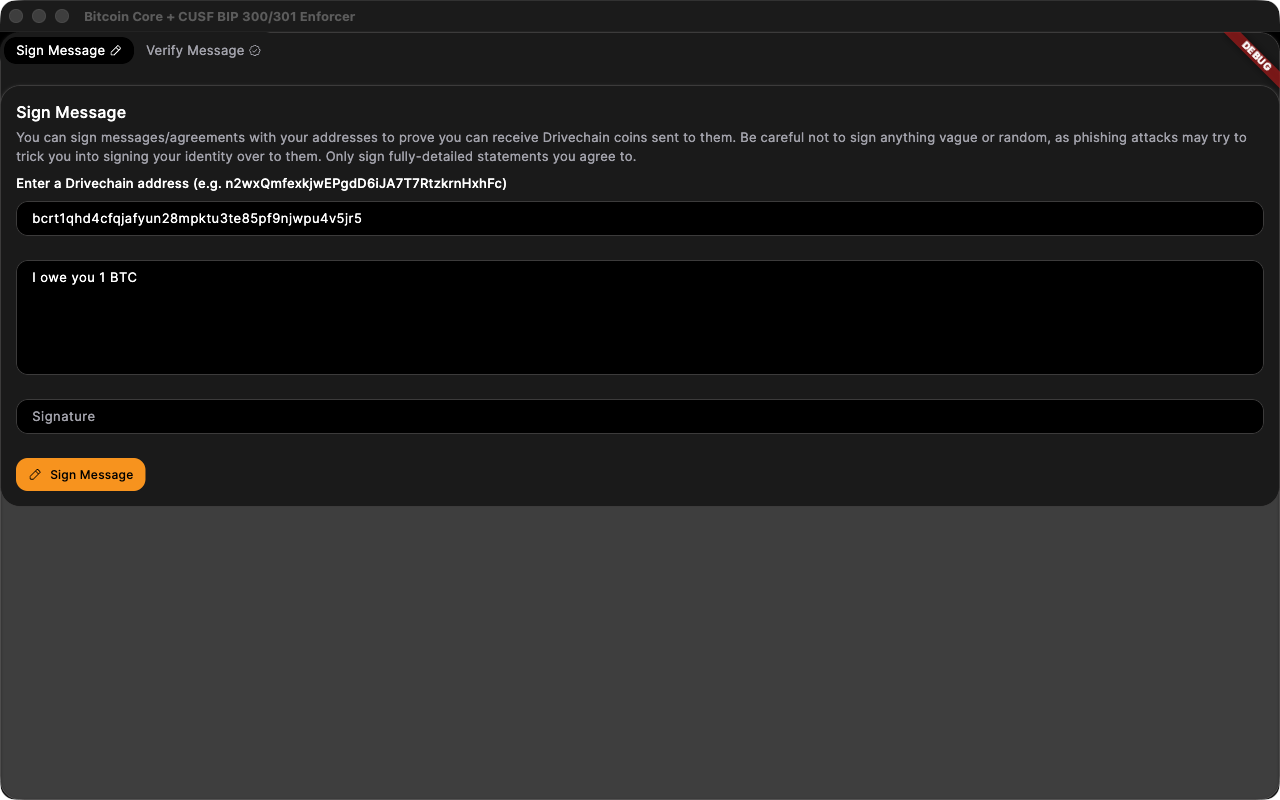 Bitcoin Core + CUSF BIP 300/301 Enforcer
Sign Message
Verify Message
DEBUG
Sign Message
You can sign messages/agreements with your addresses to prove you can receive Drivechain coins sent to them. Be careful not to sign anything vague or random, as phishing attacks may try to
trick you into signing your identity over to them. Only sign fully-detailed statements you agree to.
Enter a Drivechain address (e.g. n2wxQmfexkjwEPgdD6iJA7T7RtzkrnHxhFc)
bcrt1qhd4cfqjafyun28mpktu3te85pf9njwpu4v5jr5
I owe you 1 BTC
Signature
Sign Message